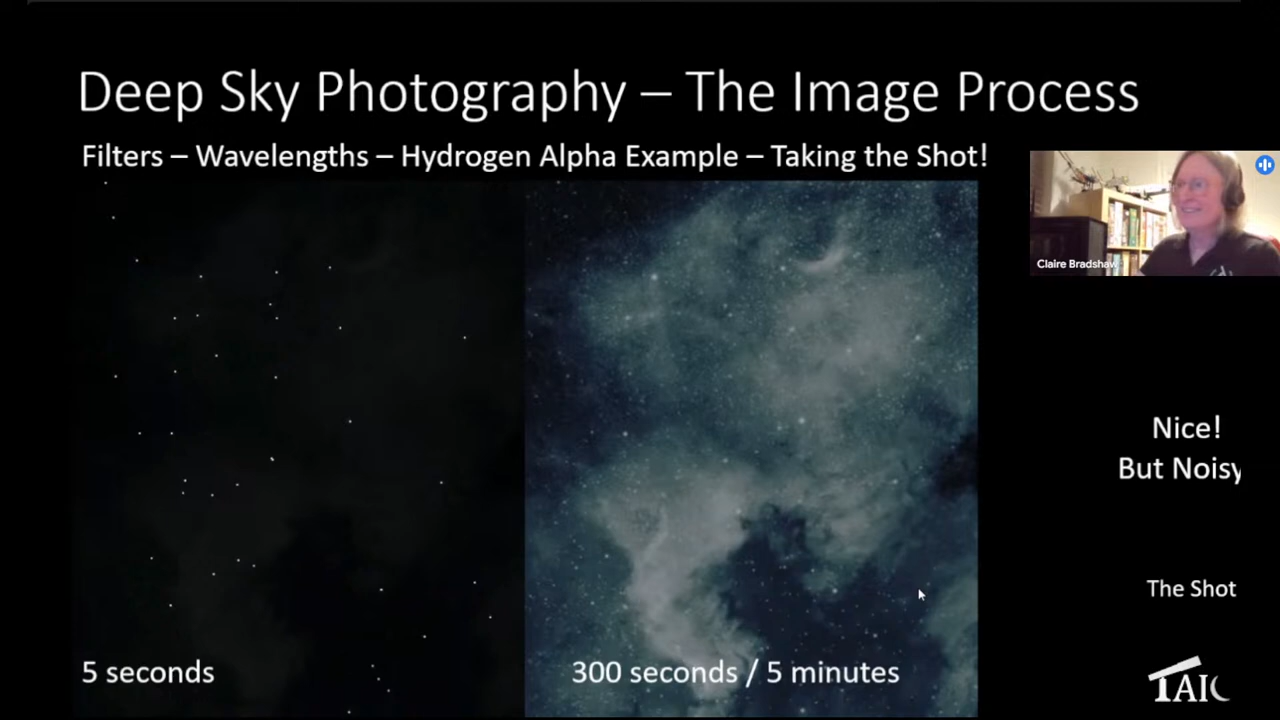 Deep Sky Photography – The Image Process
Filters – Wavelengths – Hydrogen Alpha Example – Taking the Shot!
Claire Bradshaw
Nice!
But Noisy
The Shot
5 seconds
300 seconds / 5 minutes
TAIC